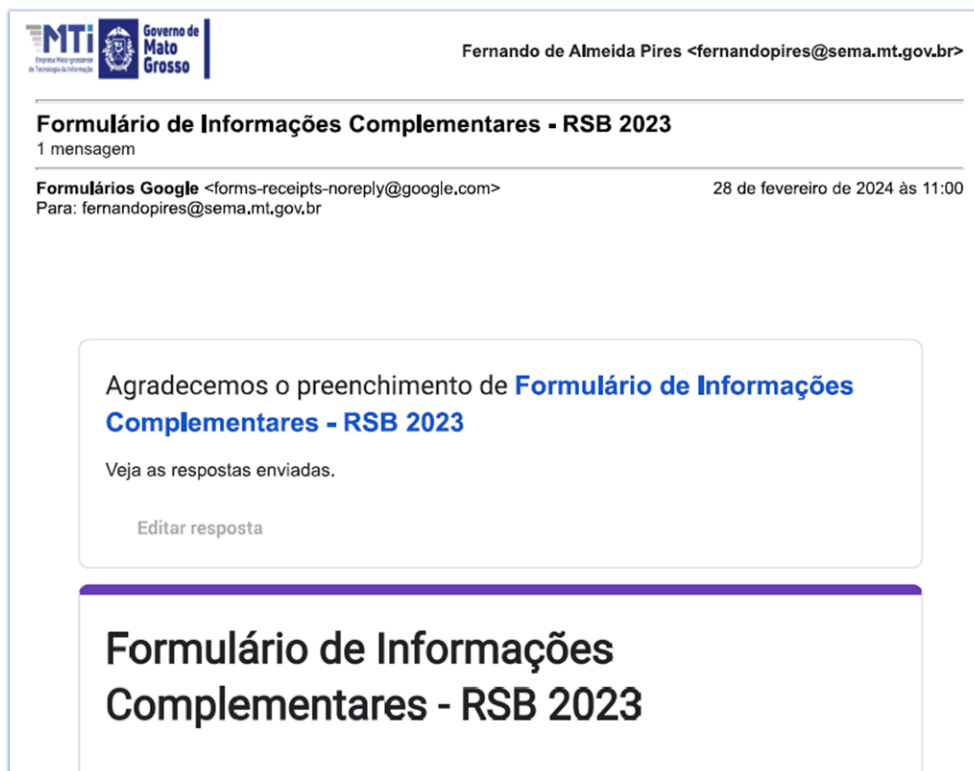 MTi
Empresa Mato-grossense
de Tecnologia da Informação
Governo de
Mato
Grosso
Fernando de Almeida Pires <fernandopires@sema.mt.gov.br>
Formulário de Informações Complementares - RSB 2023
1 mensagem
Formulários Google <forms-receipts-noreply@google.com>
28 de fevereiro de 2024 às 11:00
Para: fernandopires@sema.mt.gov.br
Agradecemos o preenchimento de Formulário de Informações
Complementares - RSB 2023
Veja as respostas enviadas.
Editar resposta
Formulário de Informações
Complementares - RSB 2023